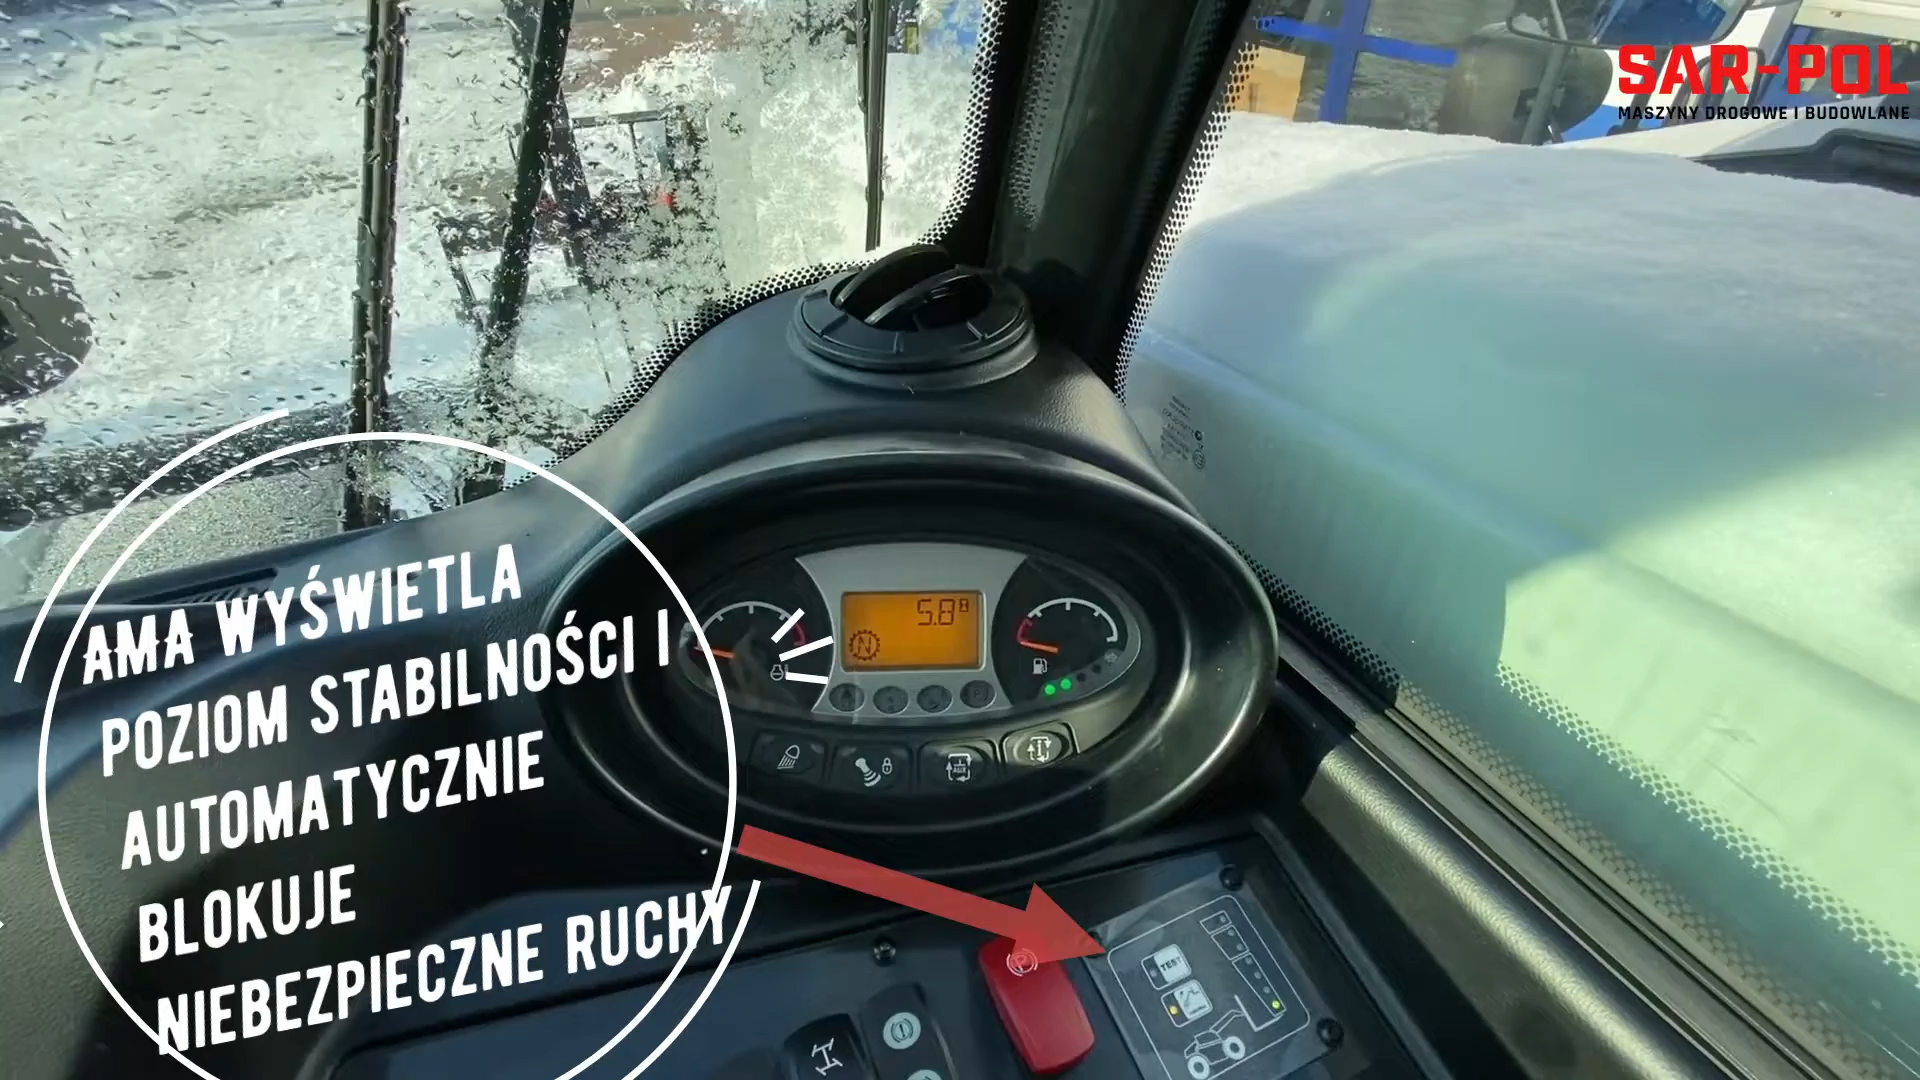 SAR-POL
MASZYNY DROGOWE I BUDOWLANE
AMA WYŚWIETLA
POZIOM STABILNOŚCI I
AUTOMATYCZNIE
BLOKUJE
NIEBEZPIECZNE RUCHY
5.8
N
P
TEST